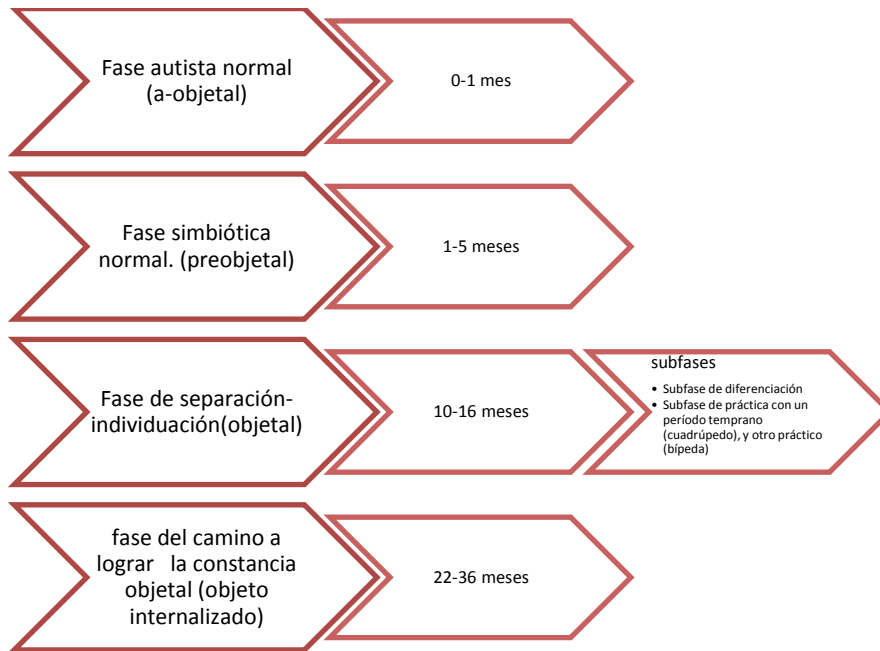 Fase autista normal
(a-objetal)
0-1 mes
Fase simbiótica
normal. (preobjetal)
1-5 meses
Fase de separación-
individuación(objetal)
10-16 meses
subfases
• Subfase de diferenciación
• Subfase de práctica con un
período temprano
(cuadrúpedo), y otro práctico
(bípeda)
fase del camino a
lograr la constancia
objetal (objeto
internalizado)
22-36 meses